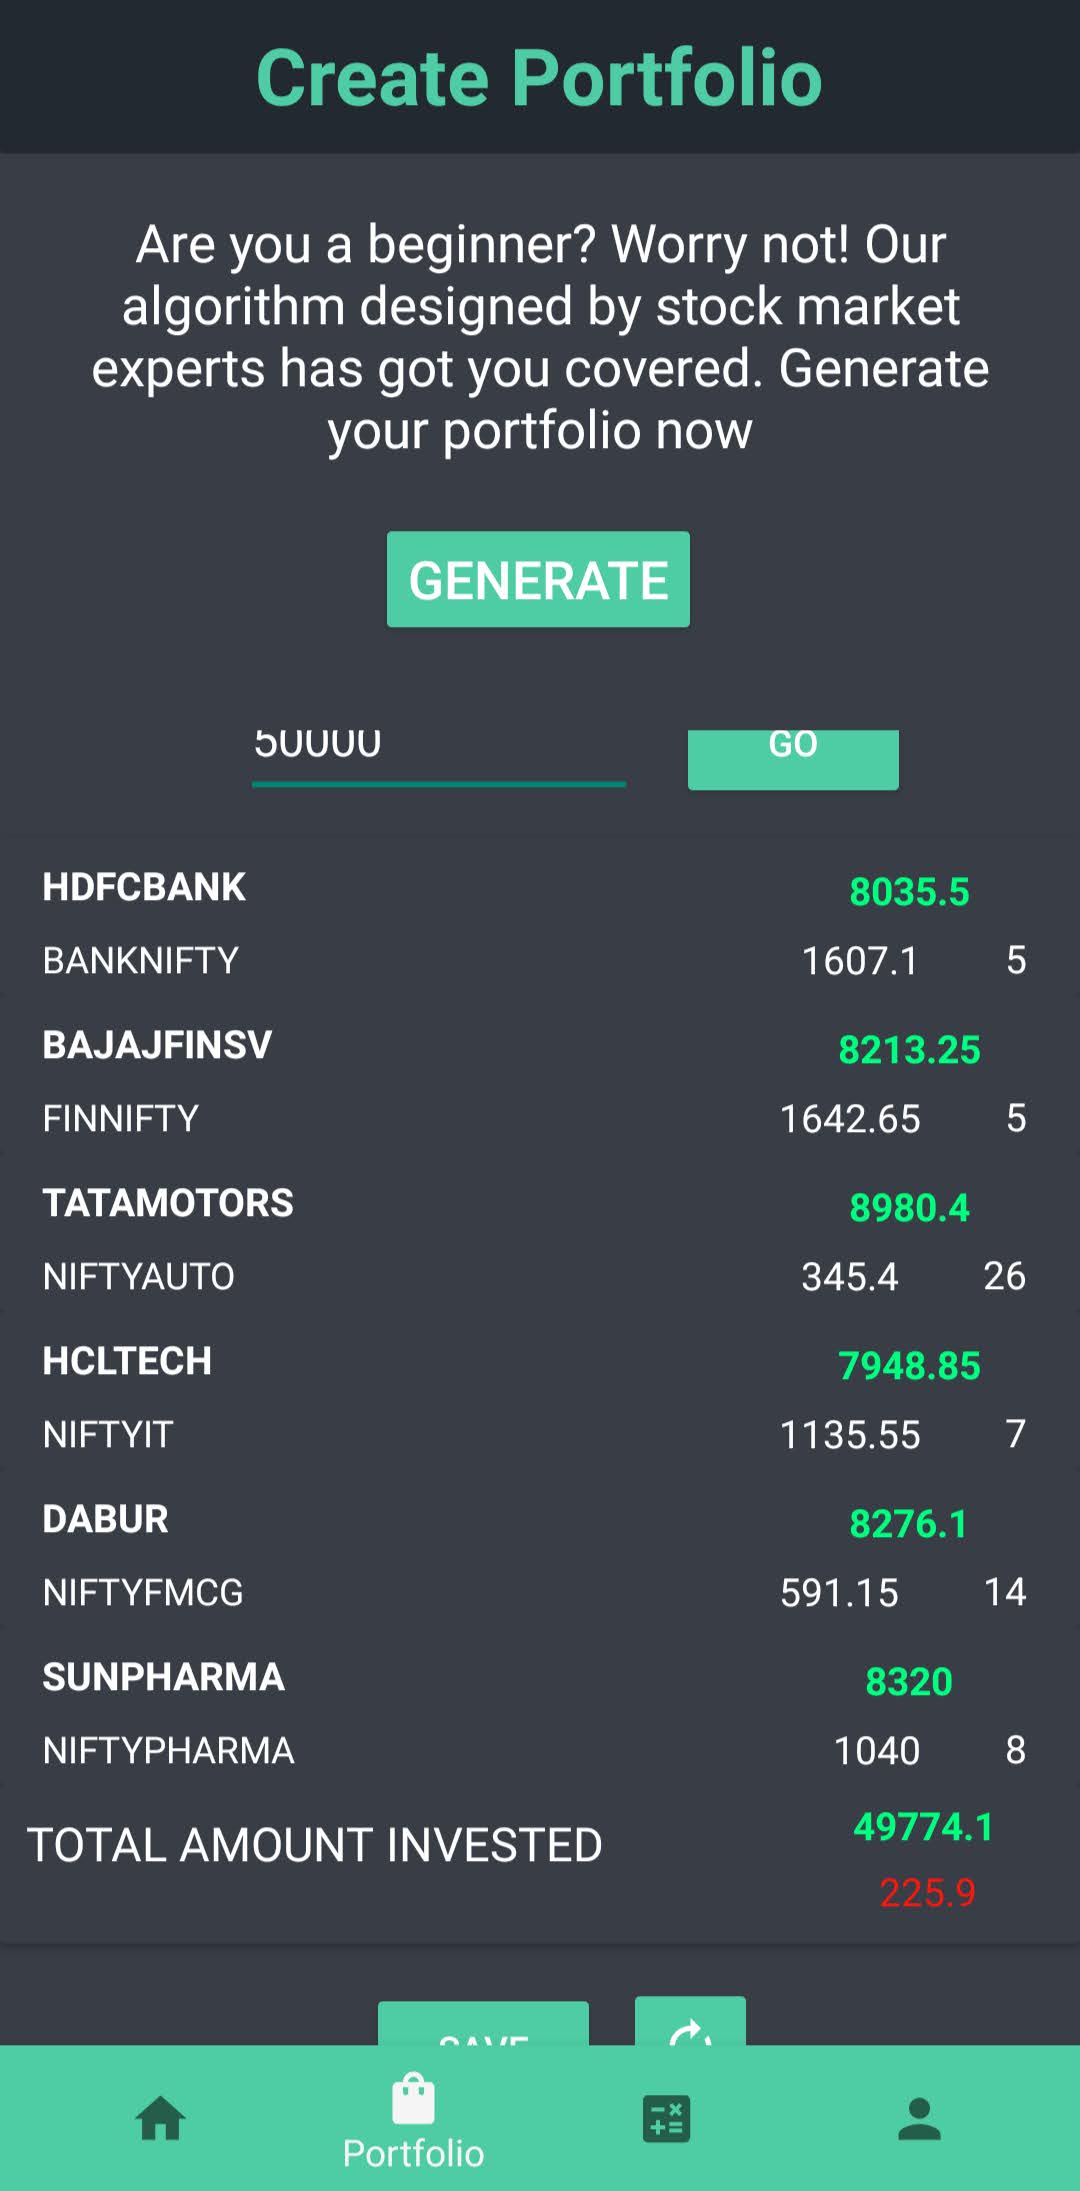 Create Portfolio
Are you a beginner? Worry not! Our
algorithm designed by stock market
experts has got you covered. Generate
your portfolio now
GENERATE
50000 GO
HDFCBANK 8035.5
BANKNIFTY 1607.1 5
BAJAJFINSV 8213.25
FINNIFTY 1642.65 5
TATAMOTORS 8980.4
NIFTYAUTO 345.4 26
HCLTECH 7948.85
NIFTYIT 1135.55 7
DABUR 8276.1
NIFTYFMCG 591.15 14
SUNPHARMA 8320
NIFTYPHARMA 1040 8
TOTAL AMOUNT INVESTED 49774.1
225.9
SAVE
Portfolio